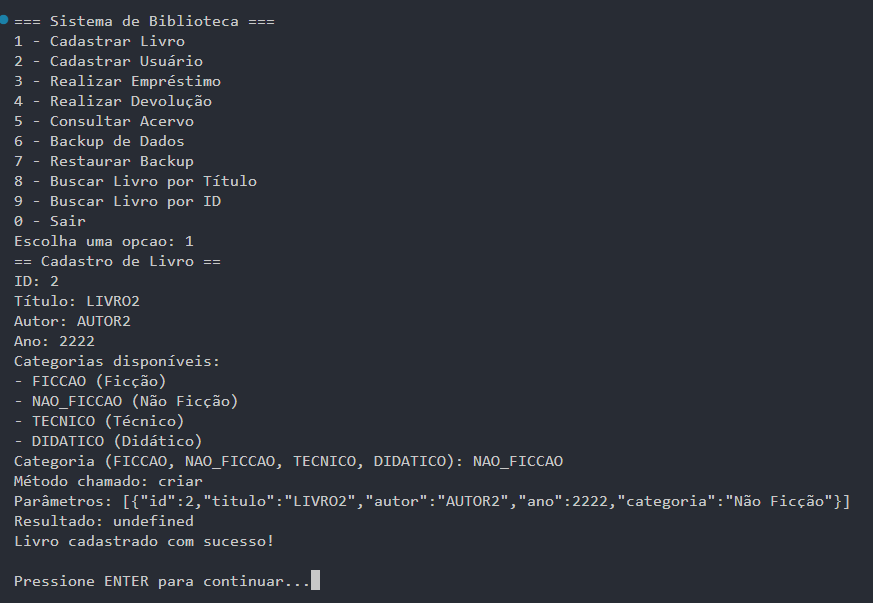 === Sistema de Biblioteca ===
1 - Cadastrar Livro
2 - Cadastrar Usuário
3 - Realizar Empréstimo
4 - Realizar Devolução
5 - Consultar Acervo
6 - Backup de Dados
7 - Restaurar Backup
8 - Buscar Livro por Título
9 - Buscar Livro por ID
0 - Sair
Escolha uma opcao: 1
== Cadastro de Livro ==
ID: 2
Título: LIVRO2
Autor: AUTOR2
Ano: 2222
Categorias disponíveis:
- FICCAO (Ficção)
- NAO_FICCAO (Não Ficção)
- TECNICO (Técnico)
- DIDATICO (Didático)
Categoria (FICCAO, NAO_FICCAO, TECNICO, DIDATICO): NAO_FICCAO
Método chamado: criar
Parâmetros: [{"id":2,"titulo":"LIVRO2","autor":"AUTOR2","ano":2222,"categoria":"Não Ficção"}]
Resultado: undefined
Livro cadastrado com sucesso!
Pressione ENTER para continuar...